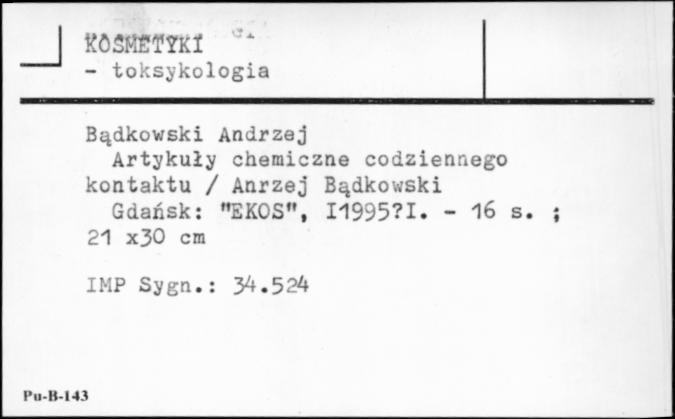 KOSMETYKI
- toksykologia
Bądkowski Andrzej
Artykuły chemiczne codziennego
kontaktu / Anrzej Bądkowski
Gdańsk: "EKOS", I1995?I. - 16 s. ;
21 x30 cm
IMP Sygn.: 34.524
Pu-B-143